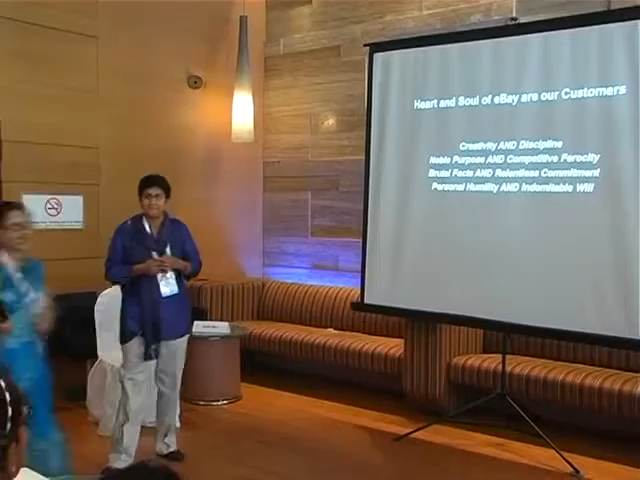 Heart and Soul of eBay are our Customers
Creativity AND Discipline
Noble Purpose AND Competitive Ferocity
Brutal Facts AND Relentless Commitment
Personal Humility AND Indomitable Will